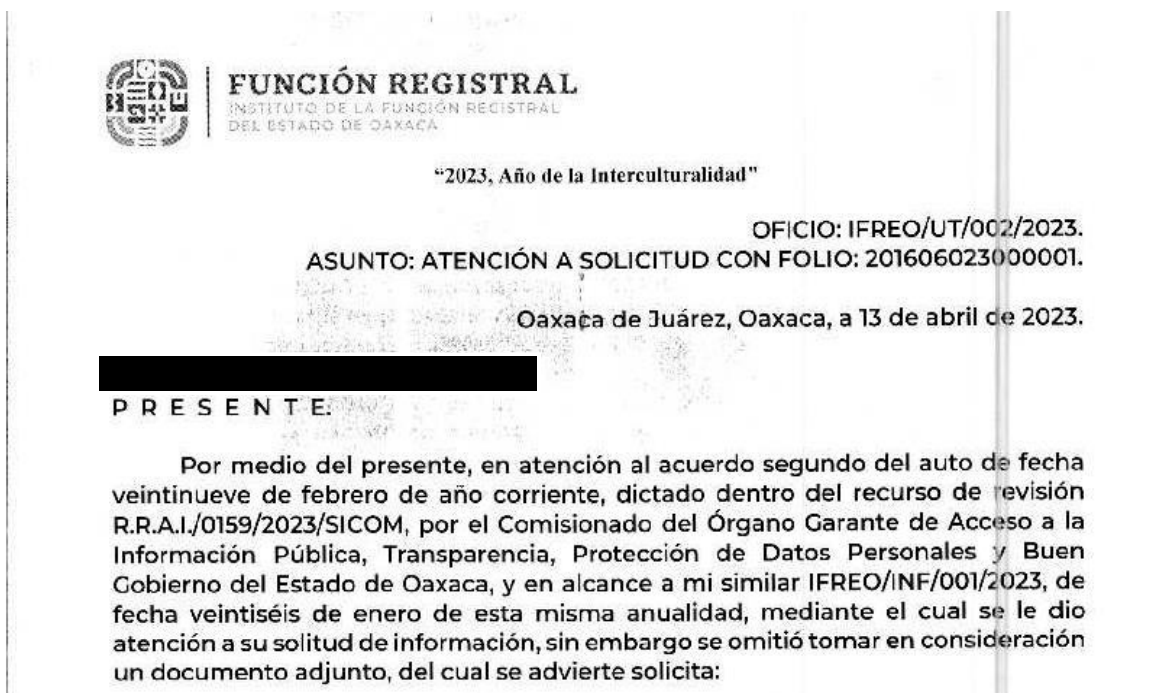 FUNCIÓN REGISTRAL
INSTITUTO DE LA FUNCIÓN REGISTRAL
DEL ESTADO DE OAXACA
“2023, Año de la Interculturalidad”
OFICIO: IFREO/UT/002/2023.
ASUNTO: ATENCIÓN A SOLICITUD CON FOLIO: 201606023000001.
Oaxaca de Juárez, Oaxaca, a 13 de abril de 2023.
P R E S E N T E.
Por medio del presente, en atención al acuerdo segundo del auto de fecha
veintinueve de febrero de año corriente, dictado dentro del recurso de revisión
R.R.A.I./0159/2023/SICOM, por el Comisionado del Órgano Garante de Acceso a la
Información Pública, Transparencia, Protección de Datos Personales y Buen
Gobierno del Estado de Oaxaca, y en alcance a mi similar IFREO/INF/001/2023, de
fecha veintiséis de enero de esta misma anualidad, mediante el cual se le dio
atención a su solitud de información, sin embargo se omitió tomar en consideración
un documento adjunto, del cual se advierte solicita: